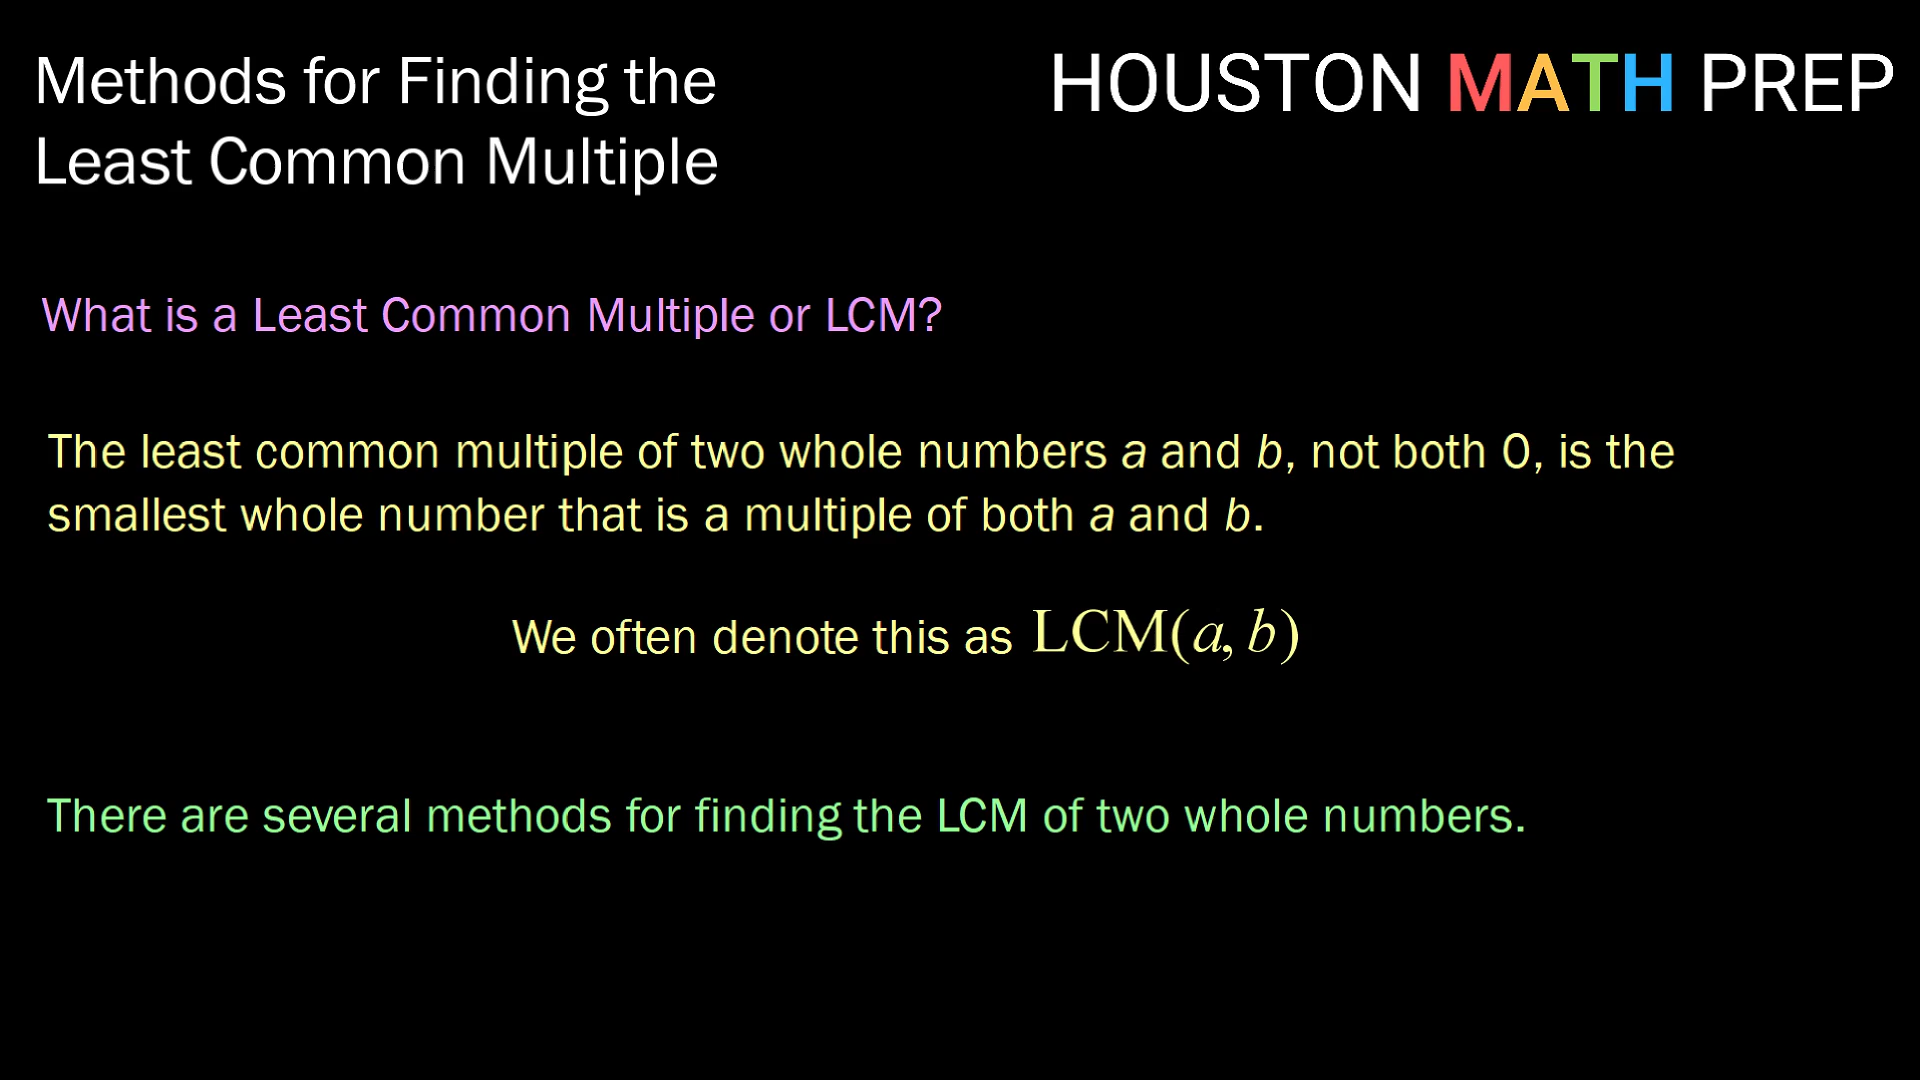 Methods for Finding the
Least Common Multiple
HOUSTON MATH PREP
What is a Least Common Multiple or LCM?
The least common multiple of two whole numbers a and b, not both 0, is the
smallest whole number that is a multiple of both a and b.
We often denote this as LCM(a, b)
There are several methods for finding the LCM of two whole numbers.